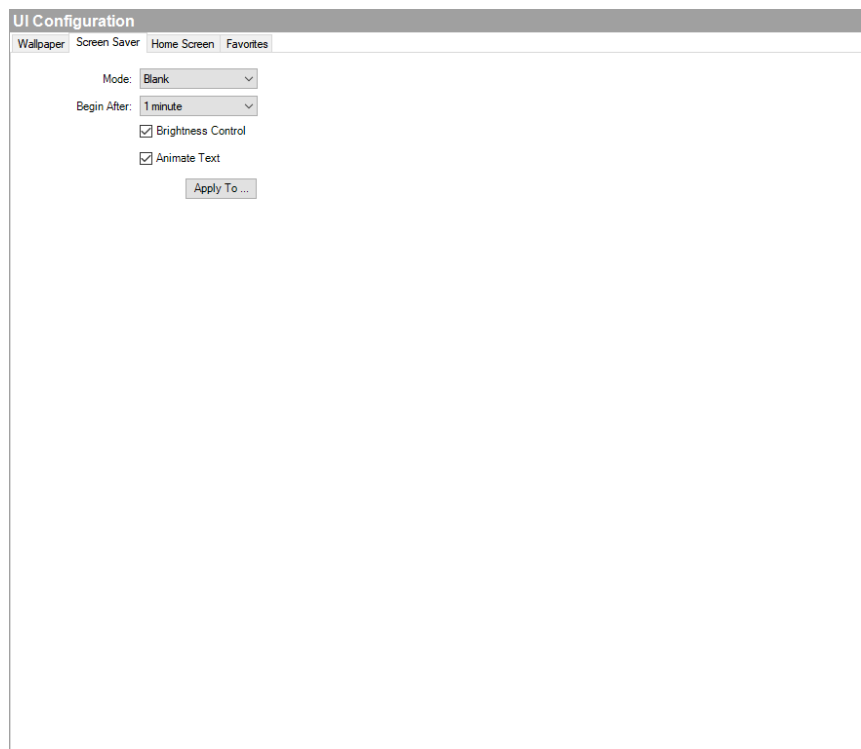 UI Configuration
Wallpaper Screen Saver Home Screen Favorites
Mode: Blank
Begin After: 1 minute
Brightness Control
Animate Text
Apply To ...